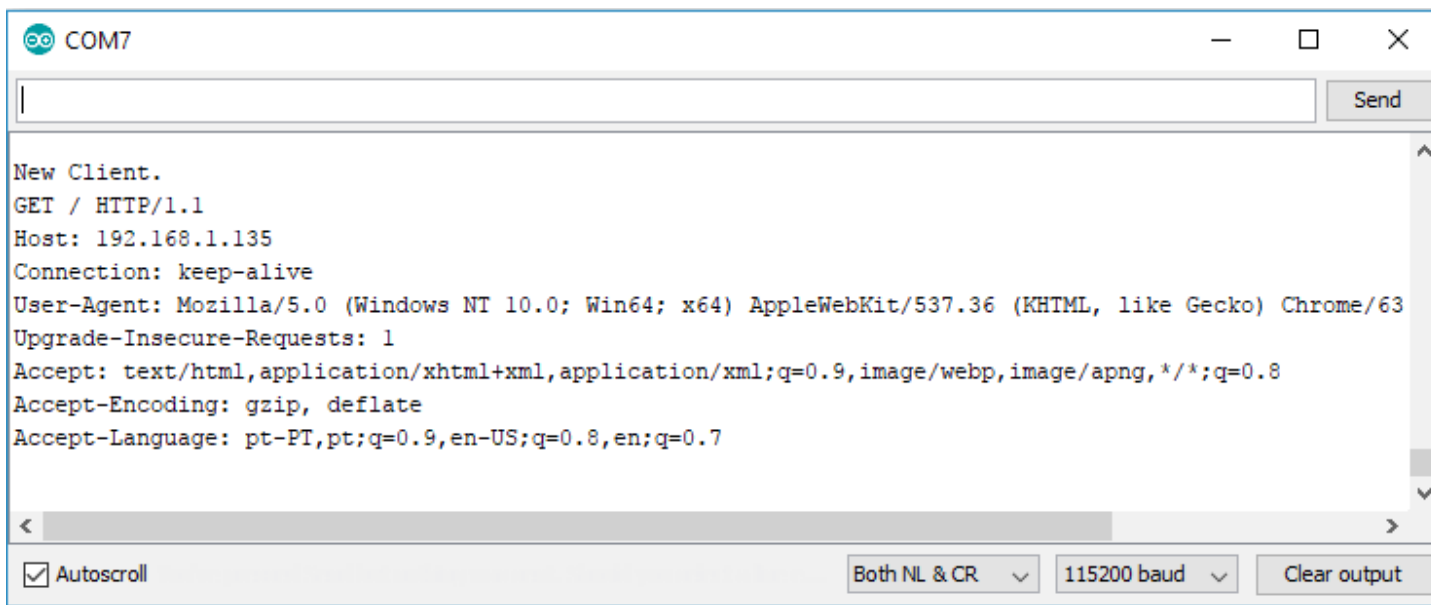 COM7
Send
New Client.
GET / HTTP/1.1
Host: 192.168.1.135
Connection: keep-alive
User-Agent: Mozilla/5.0 (Windows NT 10.0; Win64; x64) AppleWebKit/537.36 (KHTML, like Gecko) Chrome/63
Upgrade-Insecure-Requests: 1
Accept: text/html,application/xhtml+xml,application/xml;q=0.9,image/webp,image/apng,*/*;q=0.8
Accept-Encoding: gzip, deflate
Accept-Language: pt-PT,pt;q=0.9,en-US;q=0.8,en;q=0.7
Autoscroll Both NL & CR 115200 baud Clear output